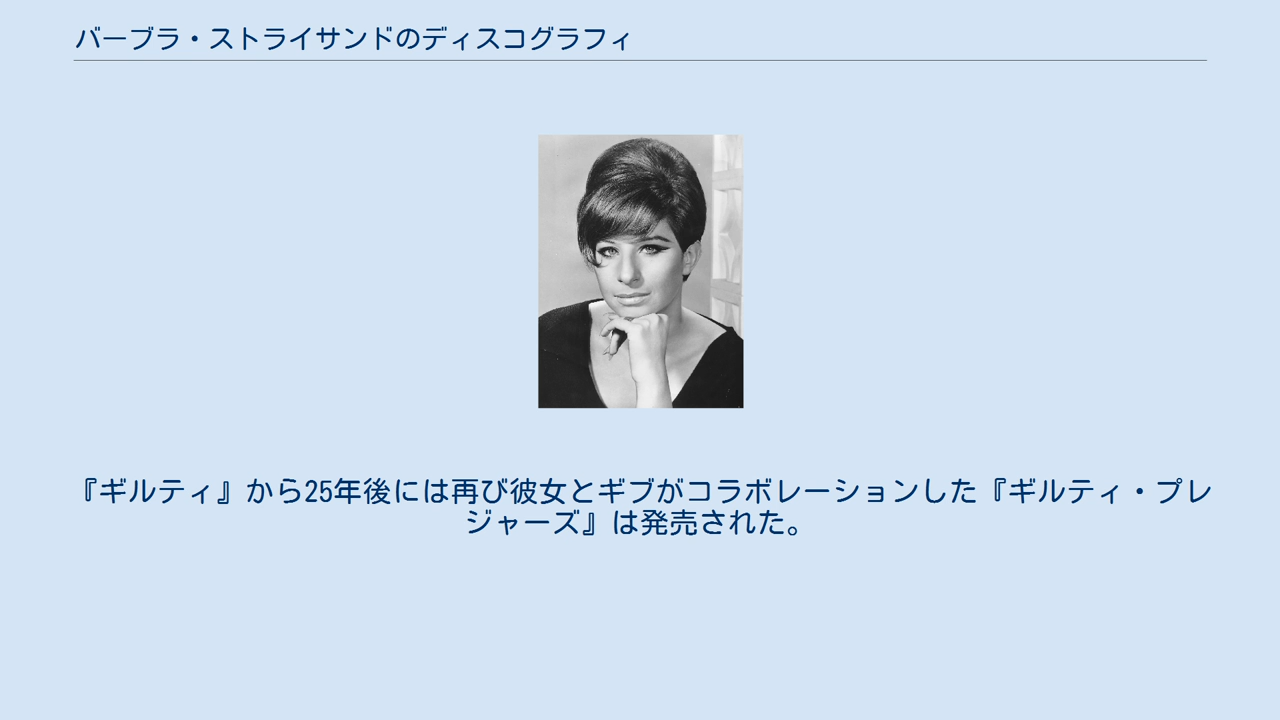 バーブラ・ストライサンドのディスコグラフィ
『ギルティ』から25年後には再び彼女とギブがコラボレーションした『ギルティ・プレ
ジャーズ』は発売された。